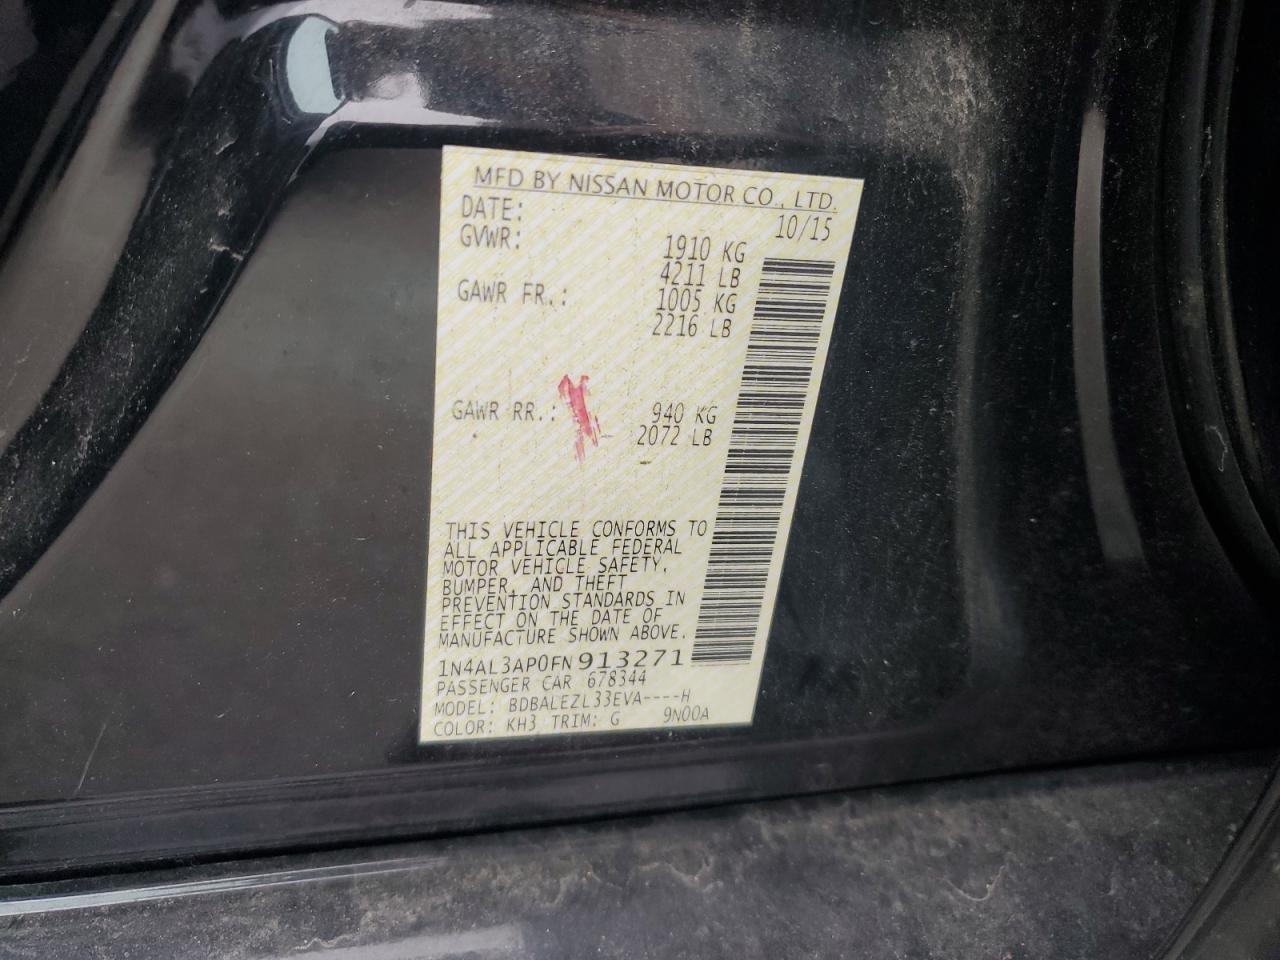 MFD BY NISSAN MOTOR CO., LTD.
DATE: 10/15
GVWR: 1910 KG
4211 LB
GAWR FR.: 1005 KG
2216 LB
GAWR RR.: 940 KG
2072 LB
THIS VEHICLE CONFORMS TO
ALL APPLICABLE FEDERAL
MOTOR VEHICLE SAFETY,
BUMPER, AND THEFT
PREVENTION STANDARDS IN
EFFECT ON THE DATE OF
MANUFACTURE SHOWN ABOVE.
1N4AL3AP0FN913271
PASSENGER CAR 678344
MODEL: BDBALEZL33EVA----H
COLOR: KH3 TRIM: G 9N00A